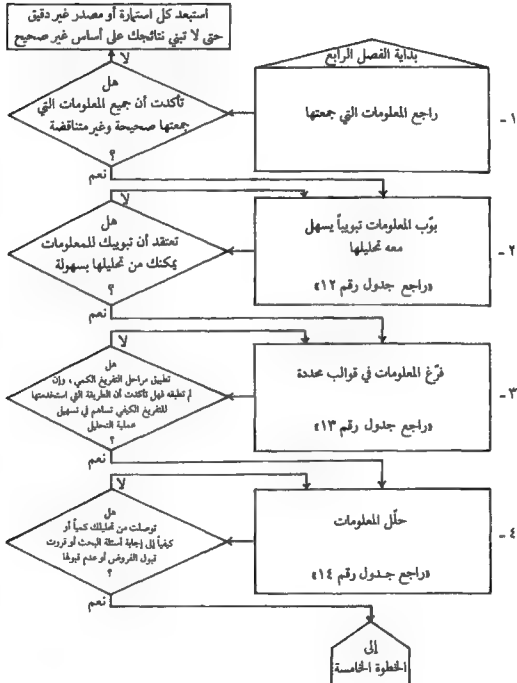 استبعد كل استمارة أو مصدر غير دقيق
حتى لا تبني نتائجك على أساس غير صحيح
بداية الفصل الرابع
١ -
راجع المعلومات التي جمعتها
لا
هل
تأكدت أن جميع المعلومات التي
جمعتها صحيحة وغير متناقضة
؟
نعم
٢ -
بوّب المعلومات تبويباً يسهل
معه تحليلها
«راجع جدول رقم ١٢»
لا
هل
تعتقد أن تبويبك للمعلومات
يمكنك من تحليلها بسهولة
؟
نعم
٣ -
فرّغ المعلومات في قوالب محددة
«راجع جدول رقم ١٣»
لا
هل
تطبيق مراحل التفريغ الكمي ، وإن
لم تطبقه فهل تأكدت أن الطريقة التي استخدمتها
للتفريغ الكيفي تساهم في تسهيل
عملية التحليل
؟
نعم
٤ -
حلّل المعلومات
«راجع جدول رقم ١٤»
لا
هل
توصلت من تحليلك كمياً أو
كيفياً إلى إجابة أسئلة البحث أو قررت
قبول الفروض أو عدم قبولها
؟
نعم
إلى
الخطوة الخامسة